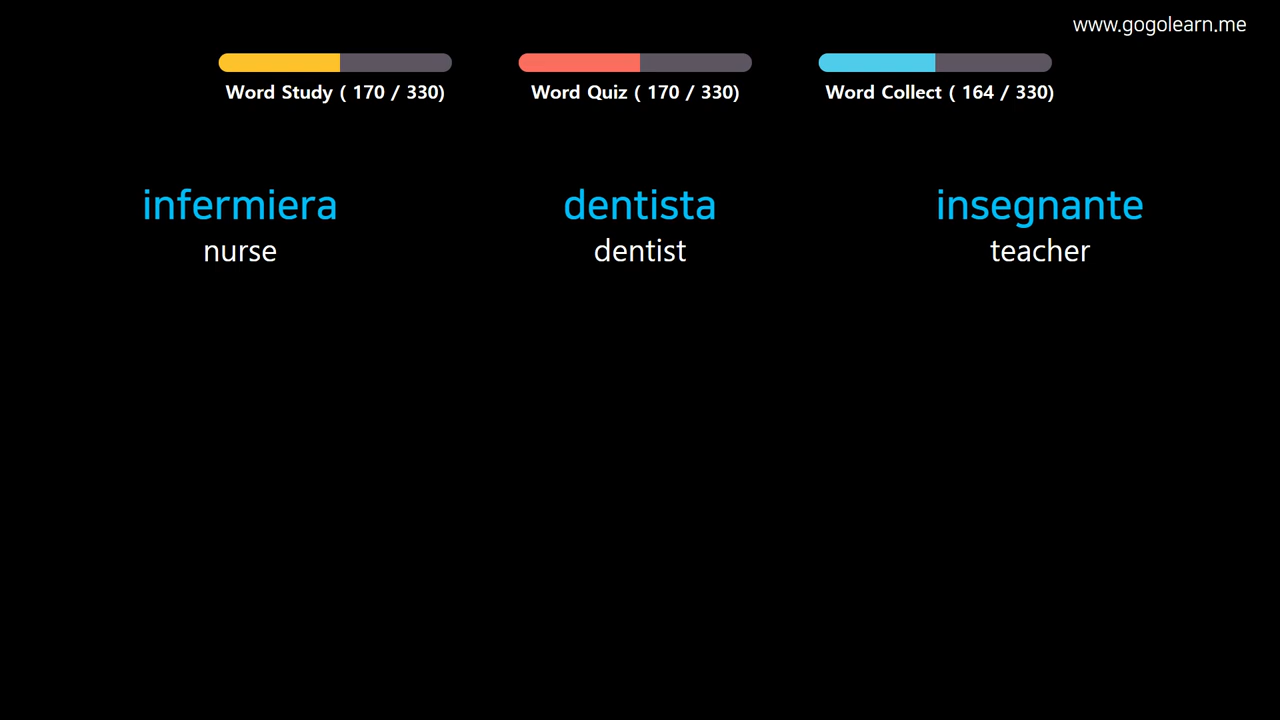 www.gogolearn.me
Word Study ( 170 / 330)
Word Quiz ( 170 / 330)
Word Collect ( 164 / 330)
infermiera
nurse
dentista
dentist
insegnante
teacher